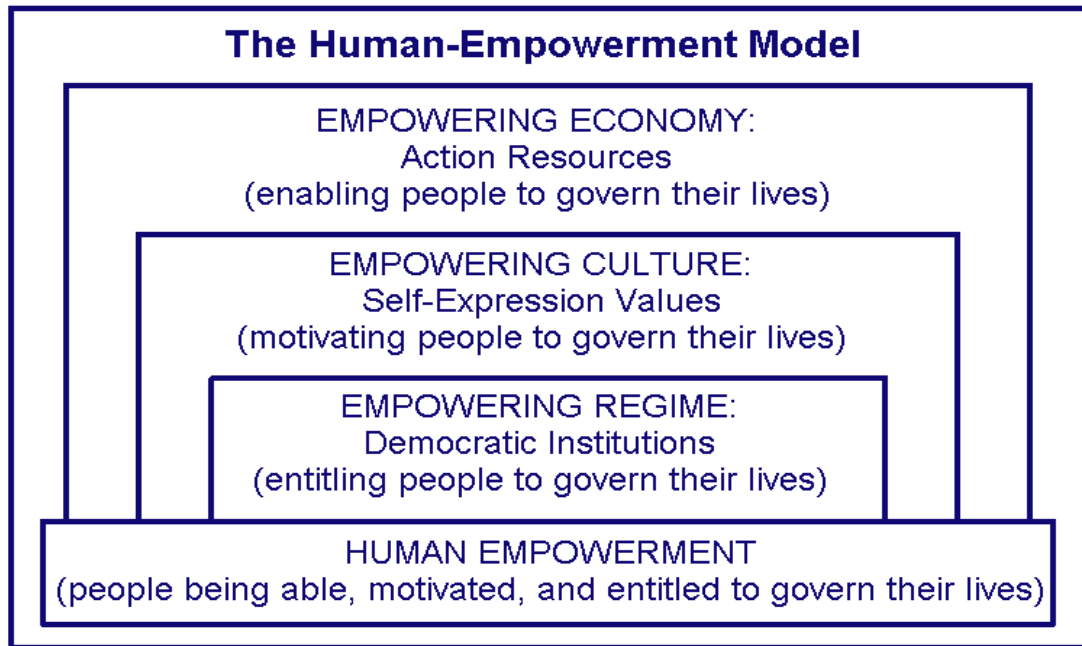 The Human-Empowerment Model
EMPOWERING ECONOMY:
Action Resources
(enabling people to govern their lives)
EMPOWERING CULTURE:
Self-Expression Values
(motivating people to govern their lives)
EMPOWERING REGIME:
Democratic Institutions
(entitling people to govern their lives)
HUMAN EMPOWERMENT
(people being able, motivated, and entitled to govern their lives)